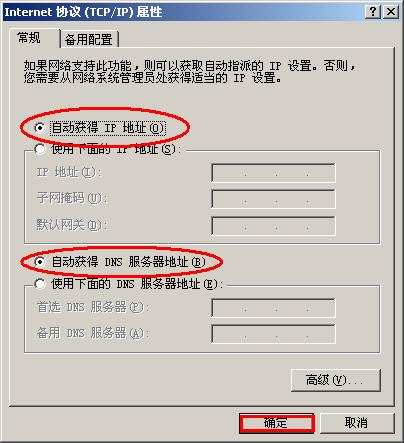 Internet 协议 (TCP/IP) 属性
常规 备用配置
如果网络支持此功能，则可以获取自动指派的 IP 设置。否则，
您需要从网络系统管理员处获得适当的 IP 设置。
自动获得 IP 地址(O)
使用下面的 IP 地址(S):
IP 地址(I):
子网掩码(U):
默认网关(D):
自动获得 DNS 服务器地址(B)
使用下面的 DNS 服务器地址(E):
首选 DNS 服务器(P):
备用 DNS 服务器(A):
高级(V)...
确定 取消